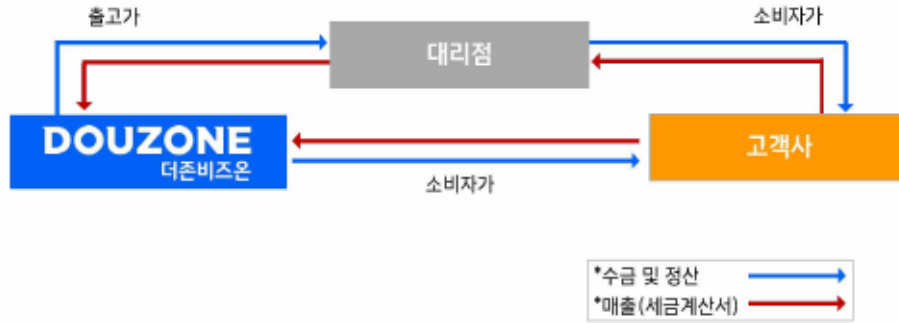 출고가
소비자가
대리점
DOUZONE
더존비즈온
고객사
소비자가
*수금 및 정산
*매출(세금계산서)